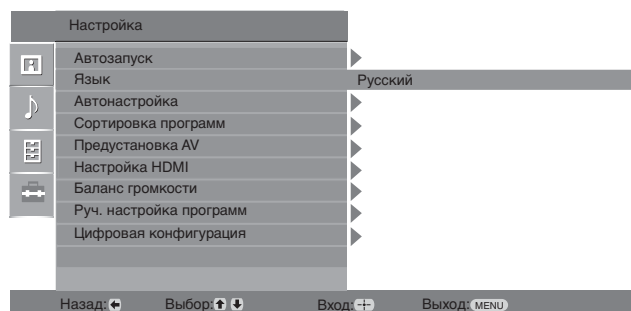 Настройка
Автозапуск
Язык Русский
Автонастройка
Сортировка программ
Предустановка AV
Настройка HDMI
Баланс громкости
Руч. настройка программ
Цифровая конфигурация
Назад: Выбор: Вход: Выход: MENU